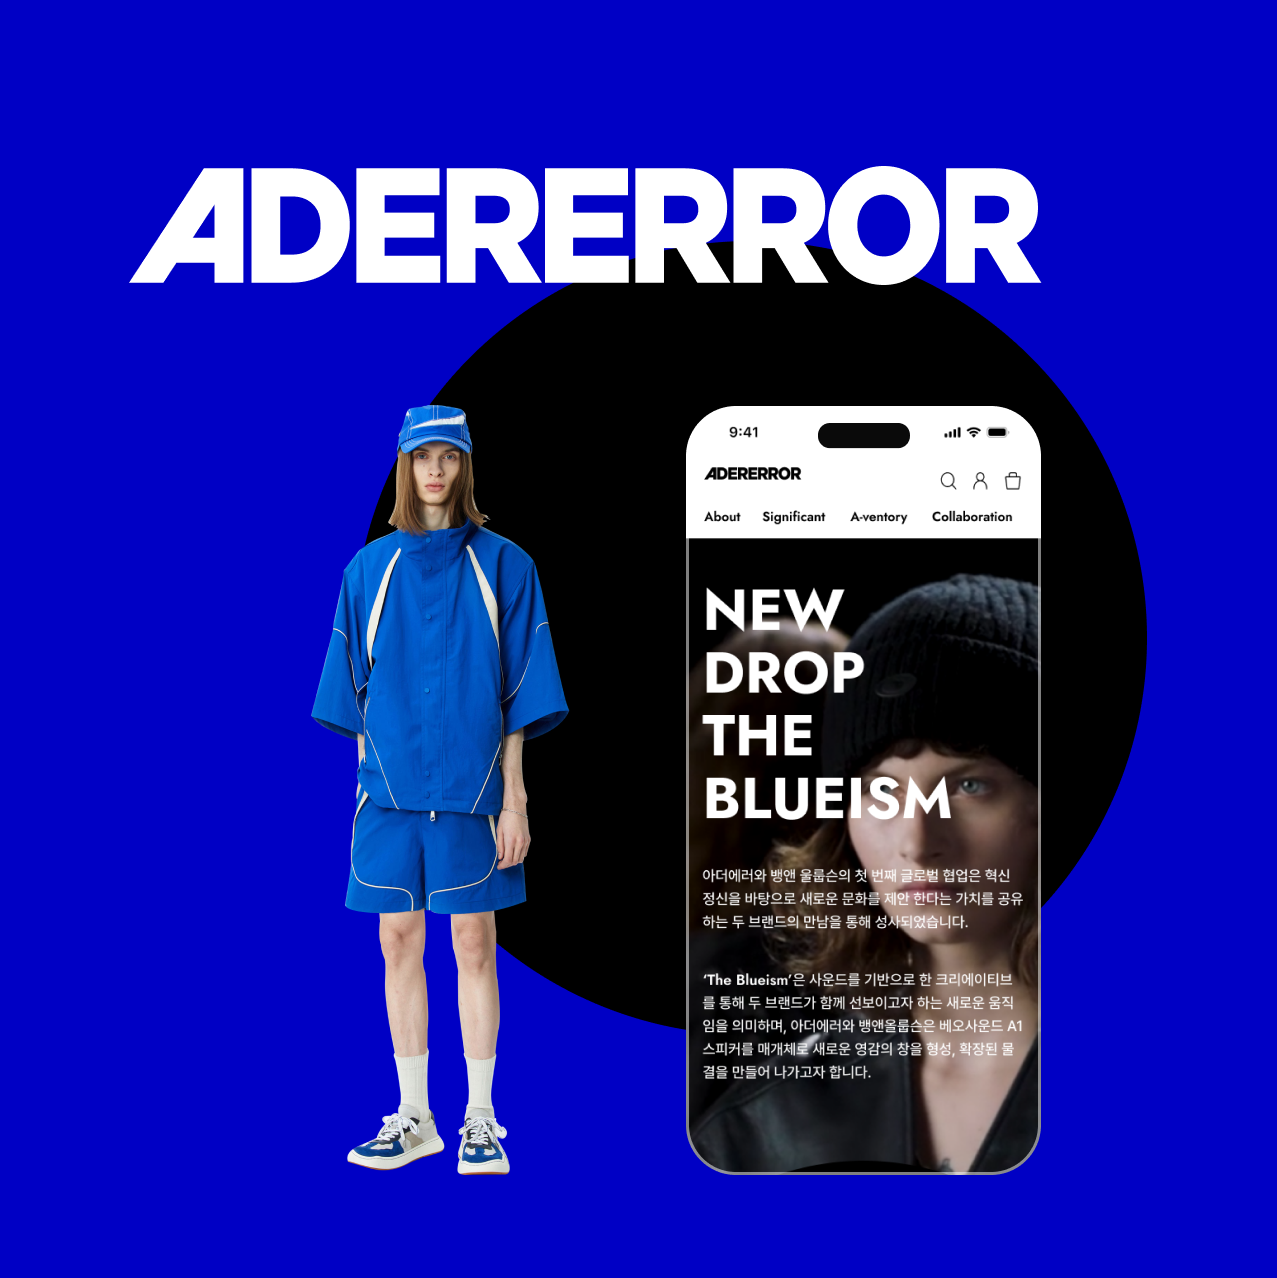 ADERERROR
9:41
ADERERROR
About Significant A-ventory Collaboration
NEW
DROP
THE
BLUEISM
아더에러와 뱅앤 울룹슨의 첫 번째 글로벌 협업은 혁신
정신을 바탕으로 새로운 문화를 제안 한다는 가치를 공유
하는 두 브랜드의 만남을 통해 성사되었습니다.
‘The Blueism’은 사운드를 기반으로 한 크리에이티브
를 통해 두 브랜드가 함께 선보이고자 하는 새로운 움직
임을 의미하며, 아더에러와 뱅앤올룹슨은 베오사운드 A1
스피커를 매개체로 새로운 영감의 창을 형성, 확장된 물
결을 만들어 나가고자 합니다.